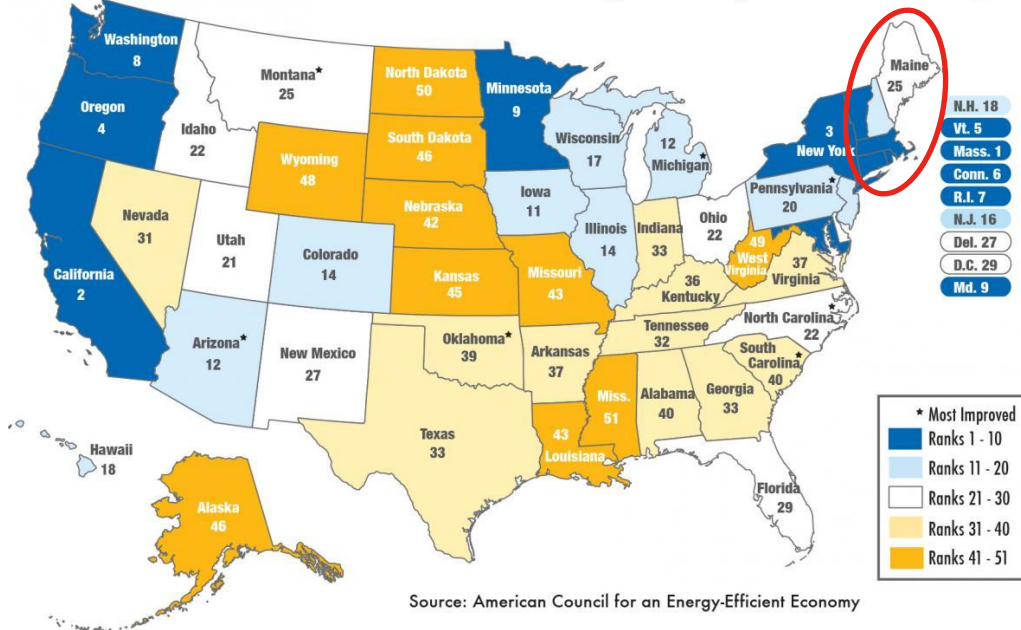 Washington
8
Oregon
4
California
2
Nevada
31
Idaho
22
Montana★
25
Wyoming
48
Utah
21
Colorado
14
Arizona★
12
New Mexico
27
North Dakota
50
South Dakota
46
Nebraska
42
Kansas
45
Oklahoma★
39
Texas
33
Minnesota
9
Iowa
11
Missouri
43
Arkansas
37
43
Louisiana
Wisconsin
17
Illinois
14
12
Michigan★
Indiana
33
Ohio
22
36
Kentucky
Tennessee
32
Miss.
51
Alabama
40
Georgia
33
Florida
29
South
Carolina★
40
North Carolina★
22
37
Virginia
49
West
Virginia
Pennsylvania★
20
3
New York
Maine
25
N.H. 18
Vt. 5
Mass. 1
Conn. 6
R.I. 7
N.J. 16
Del. 27
D.C. 29
Md. 9
Hawaii
18
Alaska
46
★ Most Improved
Ranks 1 - 10
Ranks 11 - 20
Ranks 21 - 30
Ranks 31 - 40
Ranks 41 - 51
Source: American Council for an Energy-Efficient Economy